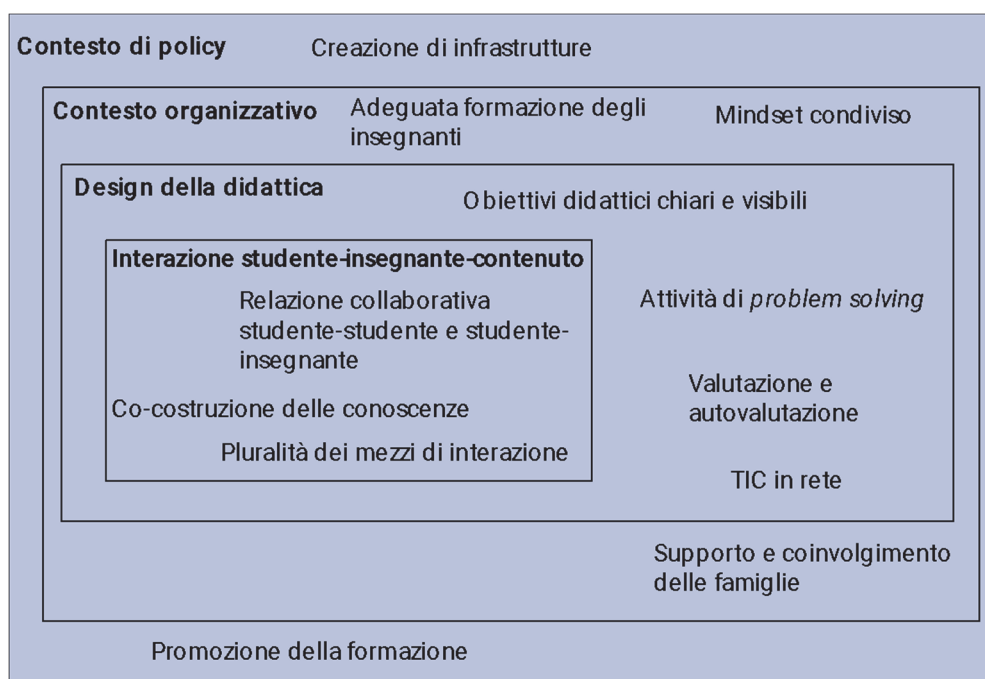 Contesto di policy
Creazione di infrastrutture
Contesto organizzativo
Adeguata formazione degli
insegnanti
Mindset condiviso
Design della didattica
Obiettivi didattici chiari e visibili
Interazione studente-insegnante-contenuto
Relazione collaborativa
studente-studente e studente-
insegnante
Co-costruzione delle conoscenze
Pluralità dei mezzi di interazione
Attività di problem solving
Valutazione e
autovalutazione
TIC in rete
Supporto e coinvolgimento
delle famiglie
Promozione della formazione